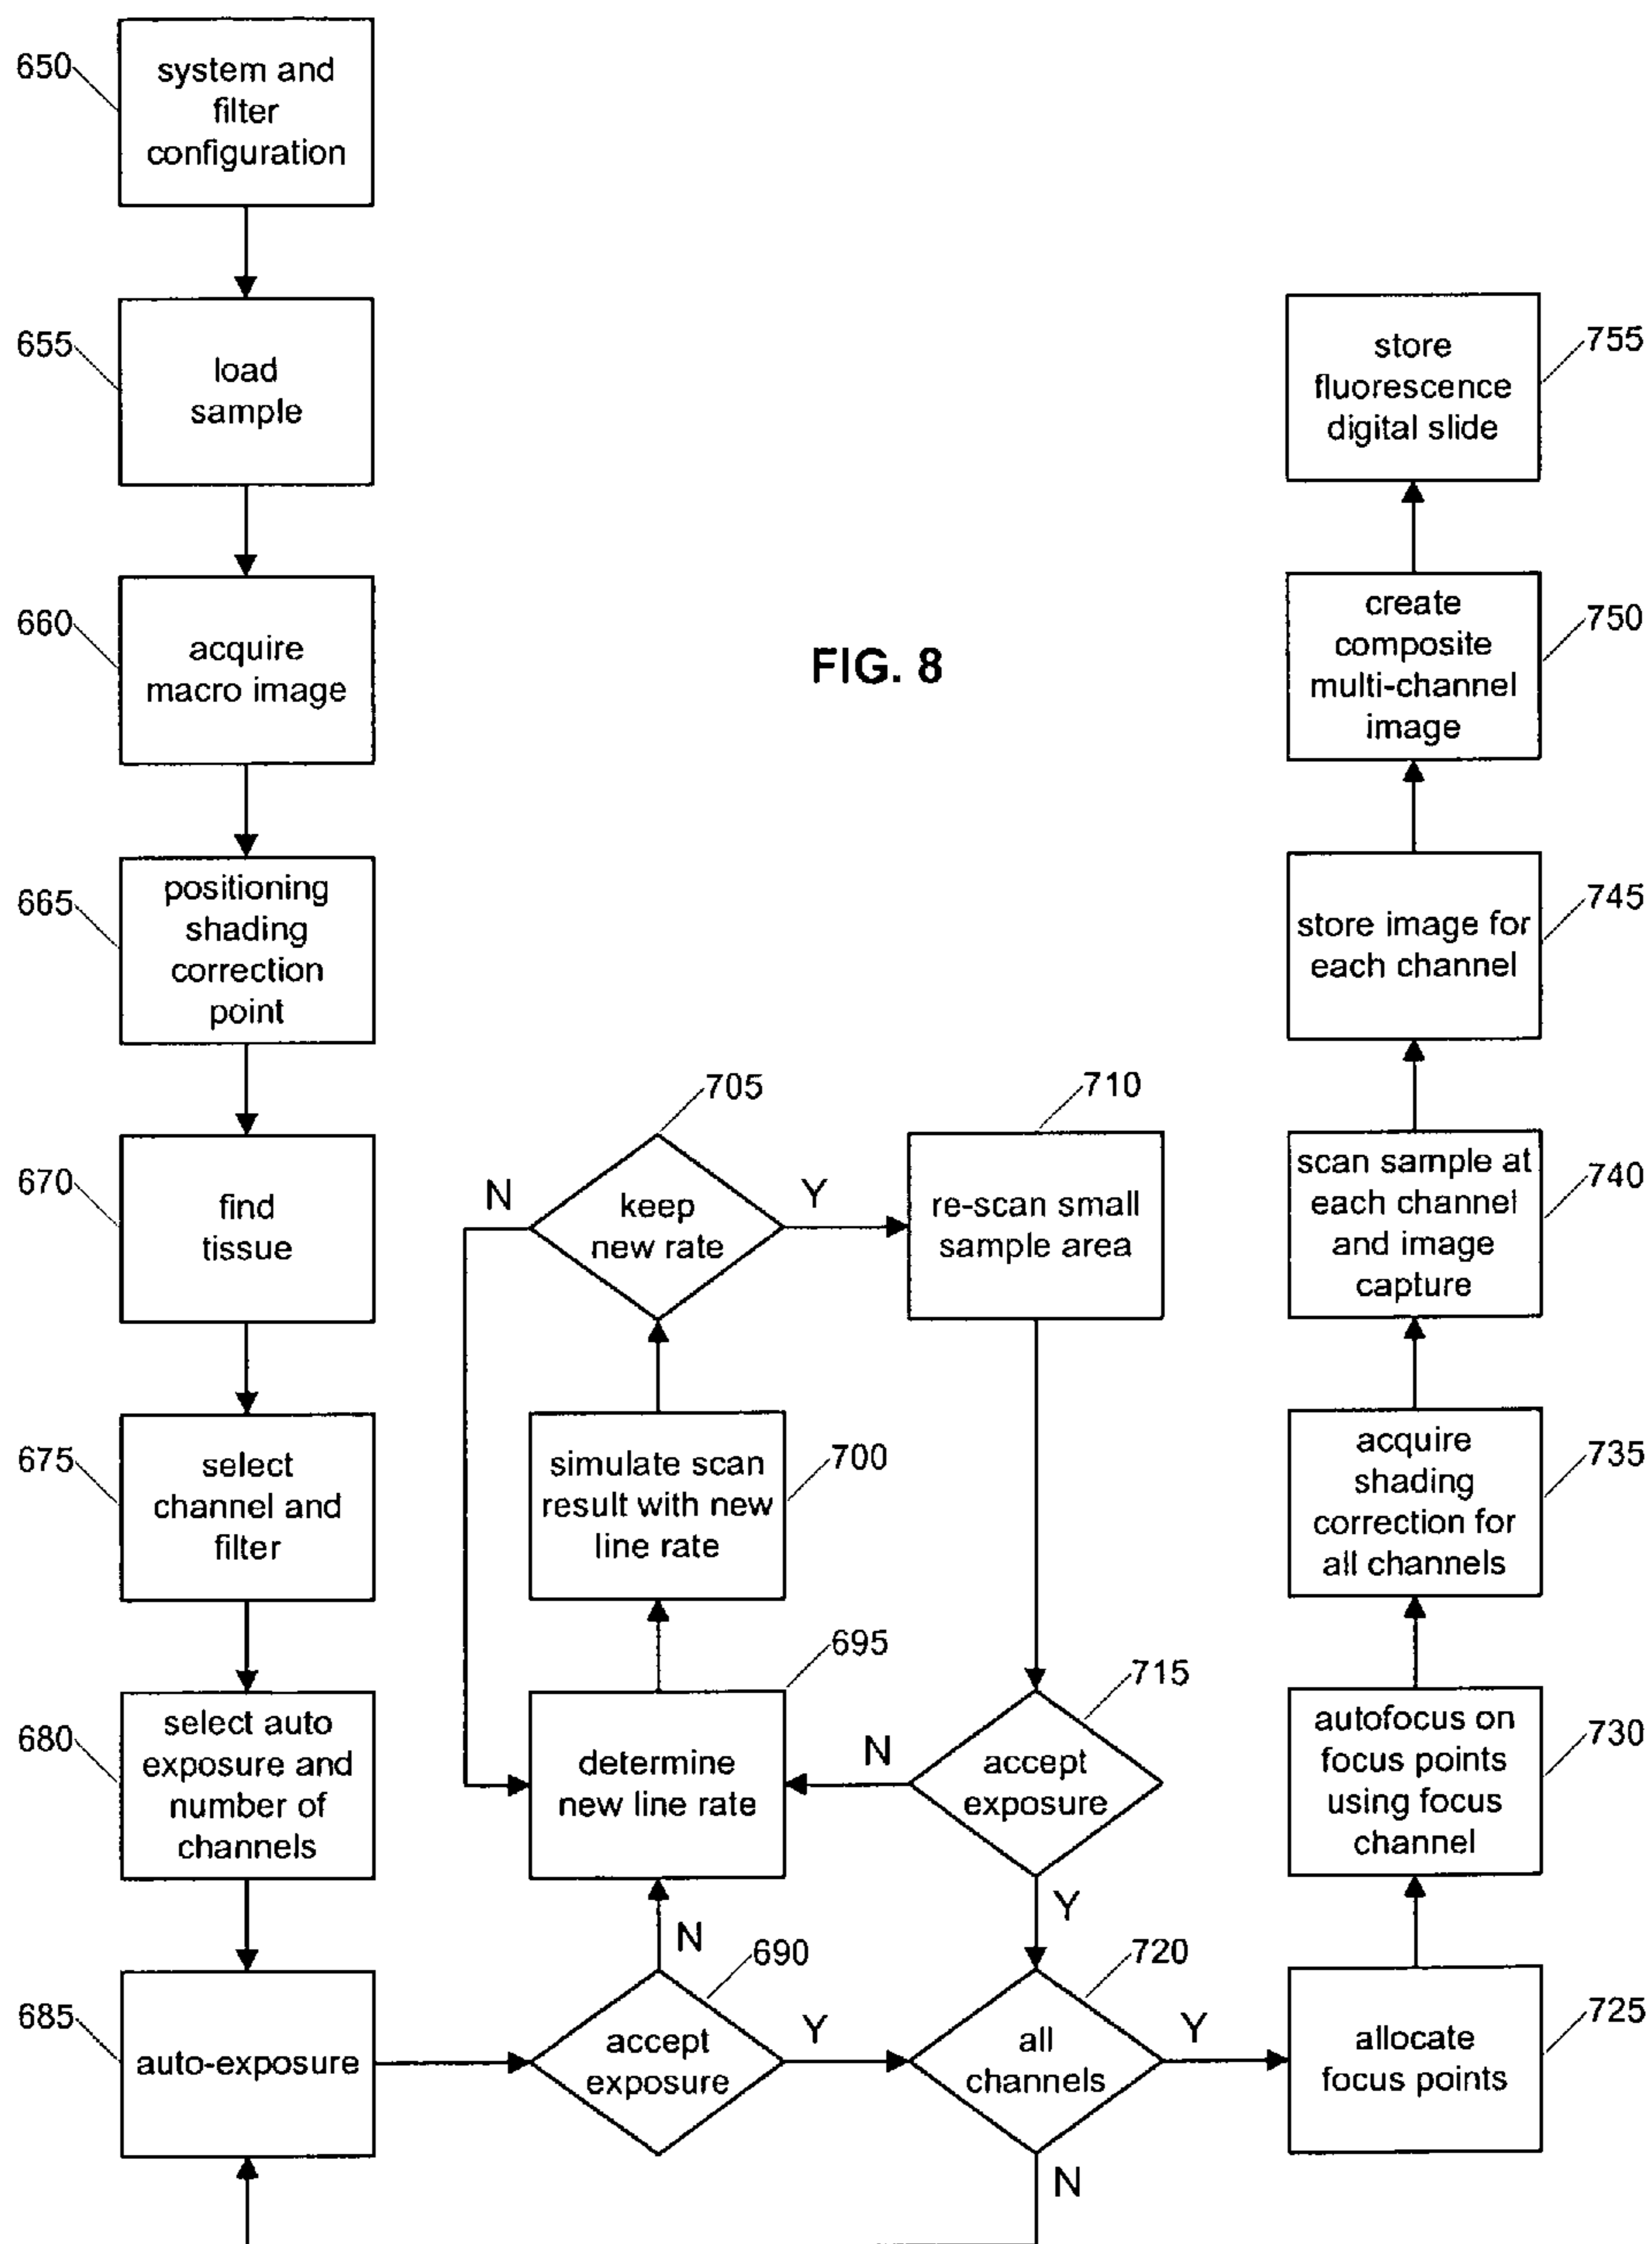 650
system and
filter
configuration
655
load
sample
660
acquire
macro image
665
positioning
shading
correction
point
670
find
tissue
675
select
channel and
filter
680
select auto
exposure and
number of
channels
685
auto-exposure
FIG. 8
690
accept
exposure
N
Y
695
determine
new line rate
700
simulate scan
result with new
line rate
705
keep
new rate
N
Y
710
re-scan small
sample area
715
accept
exposure
N
Y
720
all
channels
Y
N
725
allocate
focus points
730
autofocus on
focus points
using focus
channel
735
acquire
shading
correction for
all channels
740
scan sample at
each channel
and image
capture
745
store image for
each channel
750
create
composite
multi-channel
image
755
store
fluorescence
digital slide